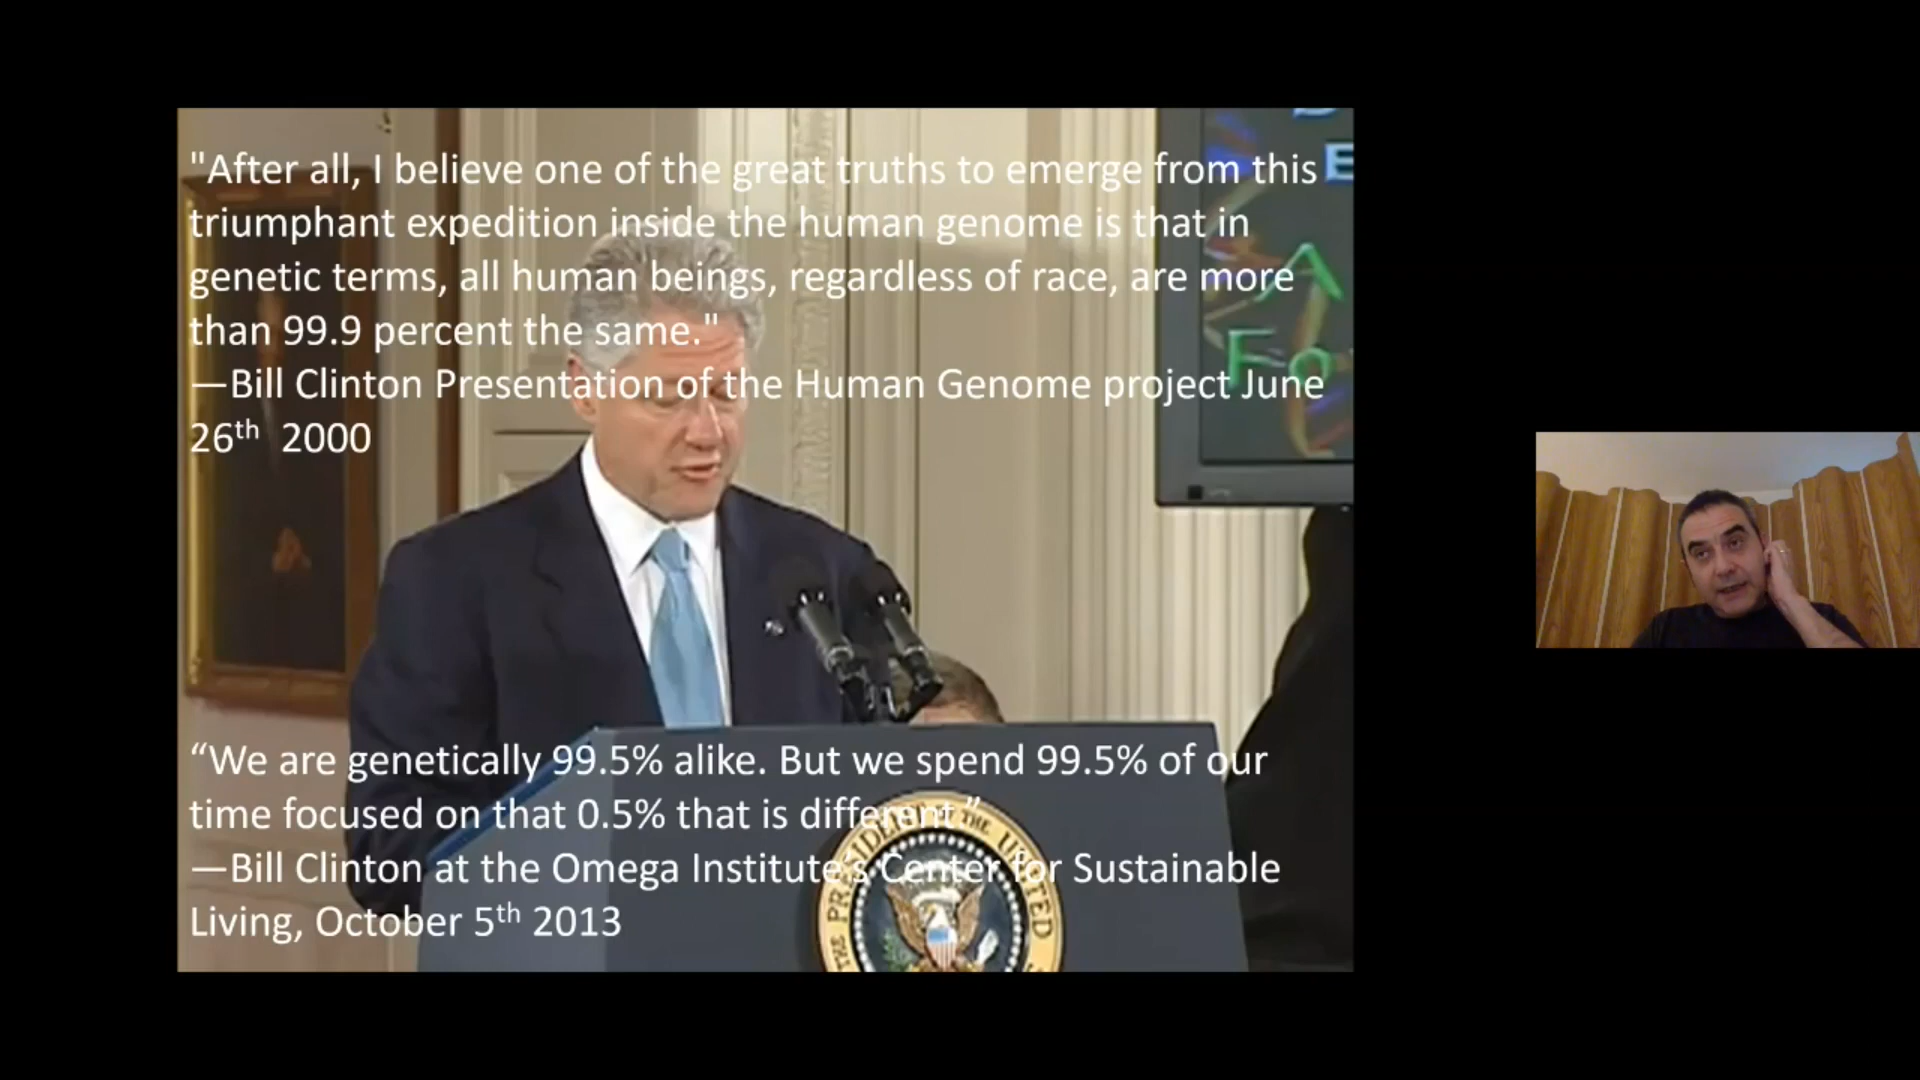 "After all, I believe one of the great truths to emerge from this
triumphant expedition inside the human genome is that in
genetic terms, all human beings, regardless of race, are more
than 99.9 percent the same."
—Bill Clinton Presentation of the Human Genome project June
26th 2000
“We are genetically 99.5% alike. But we spend 99.5% of our
time focused on that 0.5% that is different.”
—Bill Clinton at the Omega Institute’s Center for Sustainable
Living, October 5th 2013
THE PRESIDENT THE UNITED